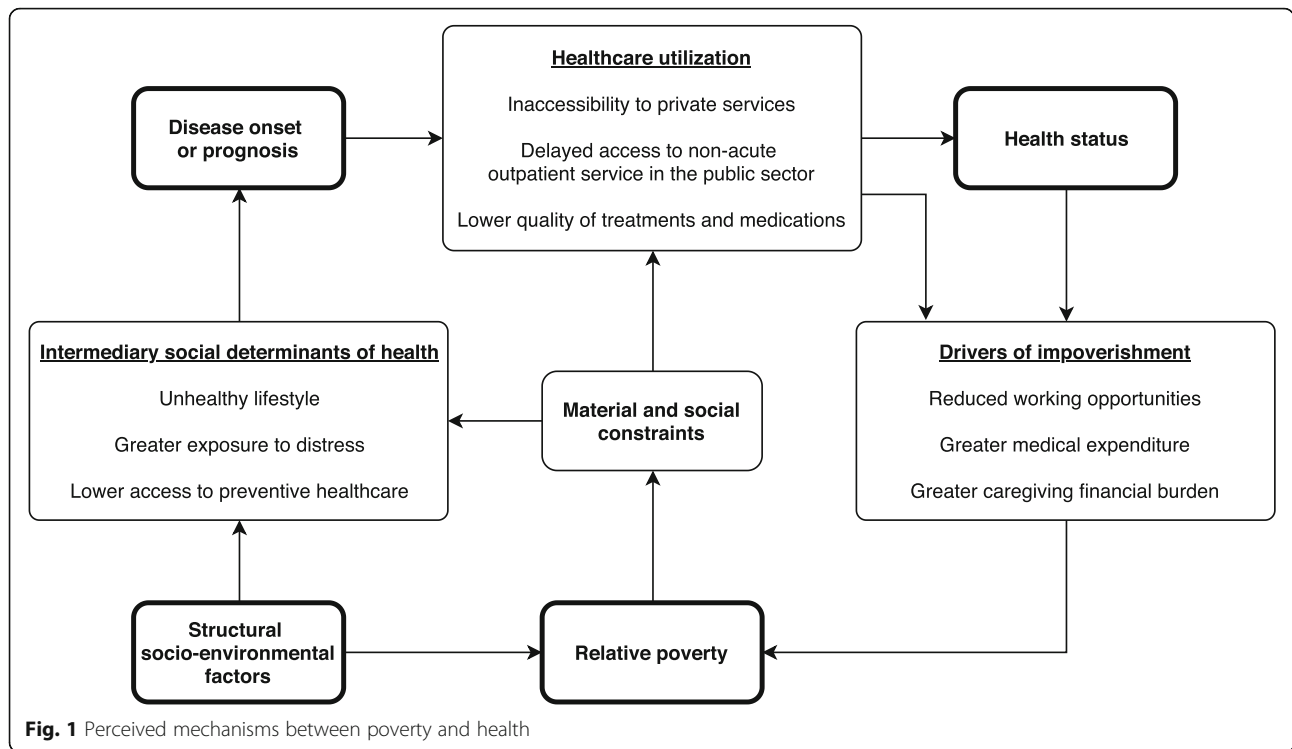 Healthcare utilization
Inaccessibility to private services
Delayed access to non-acute
outpatient service in the public sector
Lower quality of treatments and medications
Disease onset
or prognosis
Health status
Intermediary social determinants of health
Unhealthy lifestyle
Greater exposure to distress
Lower access to preventive healthcare
Material and social
constraints
Drivers of impoverishment
Reduced working opportunities
Greater medical expenditure
Greater caregiving financial burden
Structural
socio-environmental
factors
Relative poverty
Fig. 1 Perceived mechanisms between poverty and health